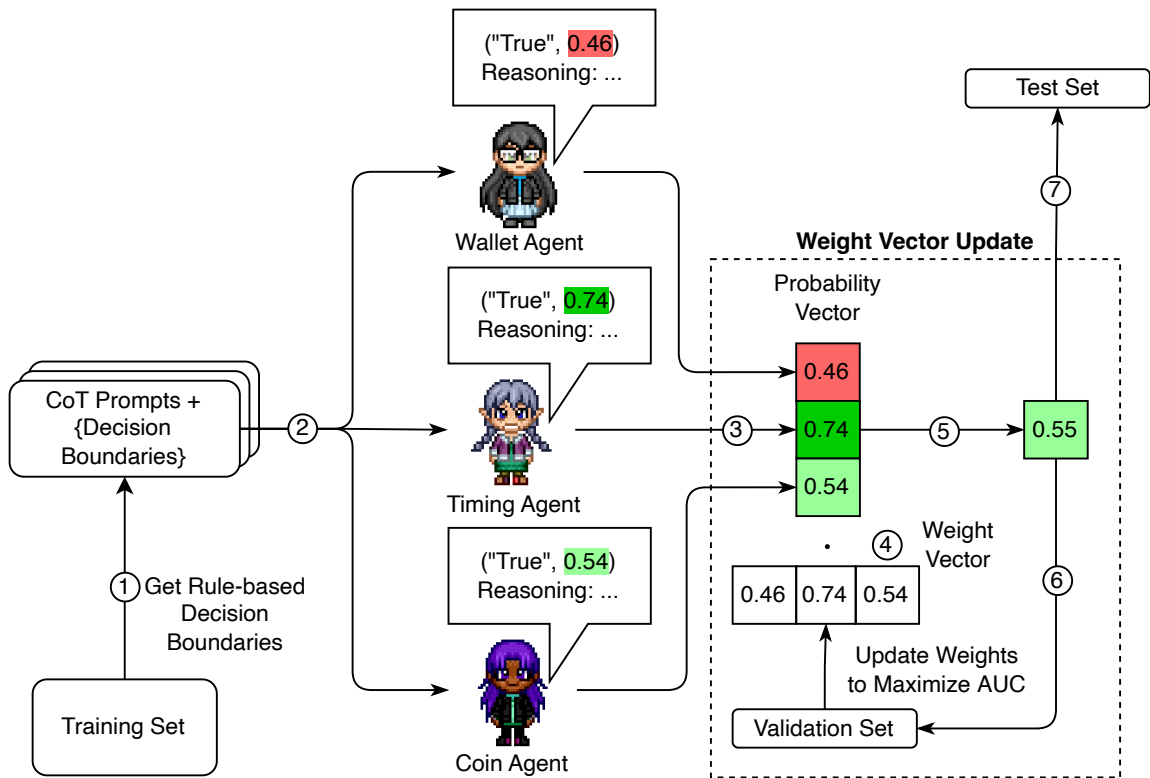 ("True", 0.46)
Reasoning: ...
Wallet Agent
("True", 0.74)
Reasoning: ...
Timing Agent
("True", 0.54)
Reasoning: ...
Coin Agent
CoT Prompts +
{Decision
Boundaries}
1
Get Rule-based
Decision
Boundaries
Training Set
2
3
Weight Vector Update
Probability
Vector
0.46
0.74
0.54
.
4
Weight
Vector
0.46 0.74 0.54
Update Weights
to Maximize AUC
Validation Set
5
0.55
6
7
Test Set